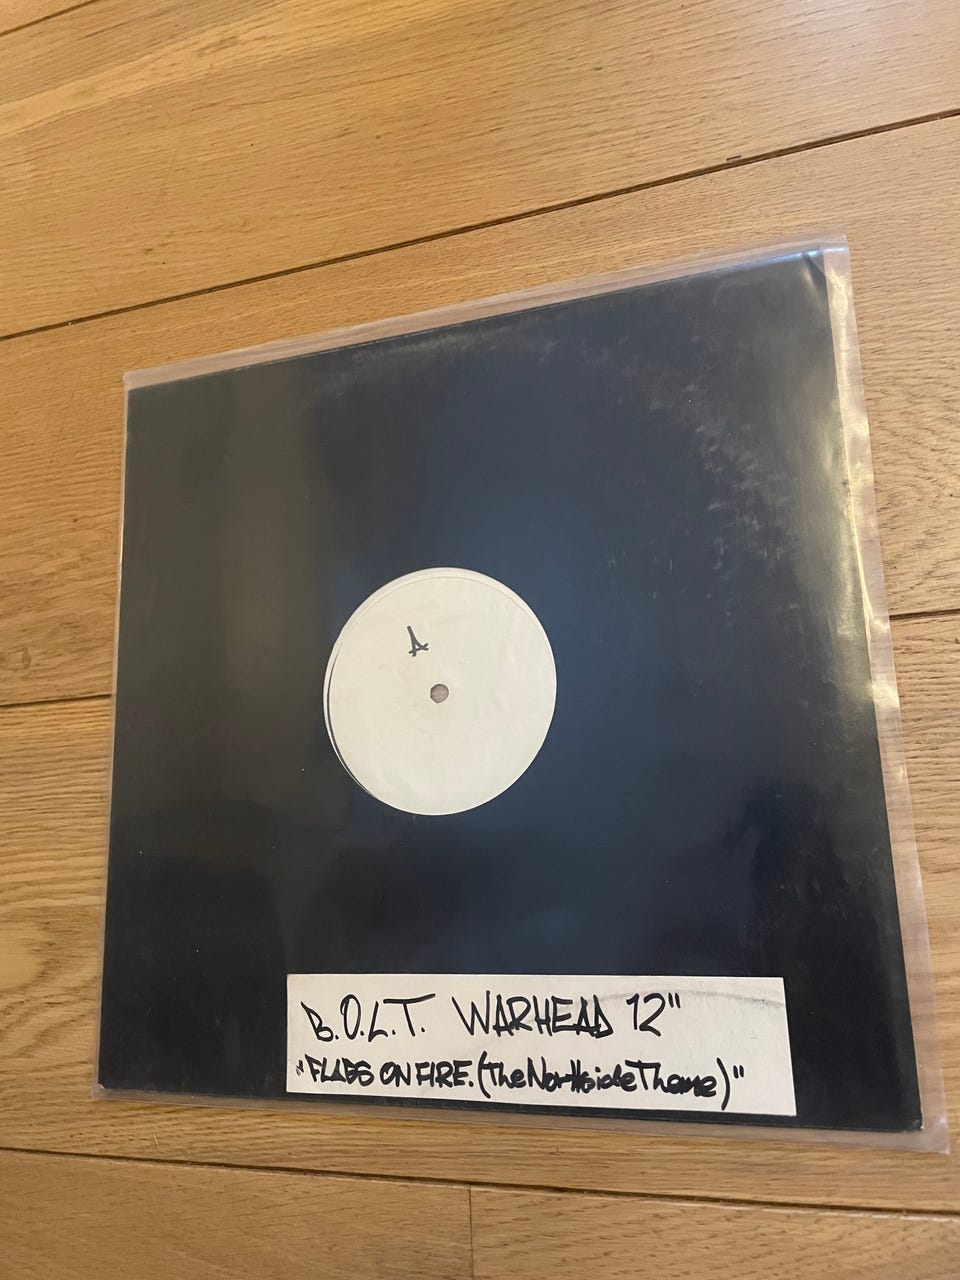 A
B.O.L.T. WARHEAD 12"
"FLAGS ON FIRE. (The Northside Theme)"